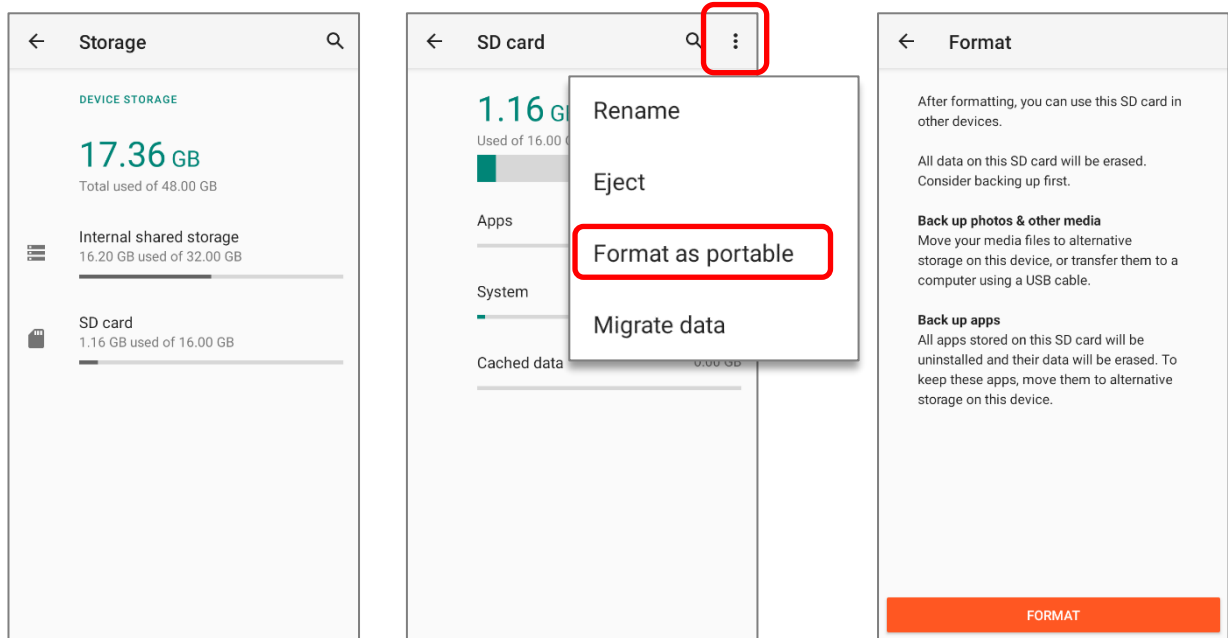 Storage
DEVICE STORAGE
17.36 GB
Total used of 48.00 GB
Internal shared storage
16.20 GB used of 32.00 GB
SD card
1.16 GB used of 16.00 GB
SD card
1.16
Used of 16.00
Apps
System
Cached data
0.00 GB
Rename
Eject
Format as portable
Migrate data
Format
After formatting, you can use this SD card in
other devices.
All data on this SD card will be erased.
Consider backing up first.
Back up photos & other media
Move your media files to alternative
storage on this device, or transfer them to a
computer using a USB cable.
Back up apps
All apps stored on this SD card will be
uninstalled and their data will be erased. To
keep these apps, move them to alternative
storage on this device.
FORMAT